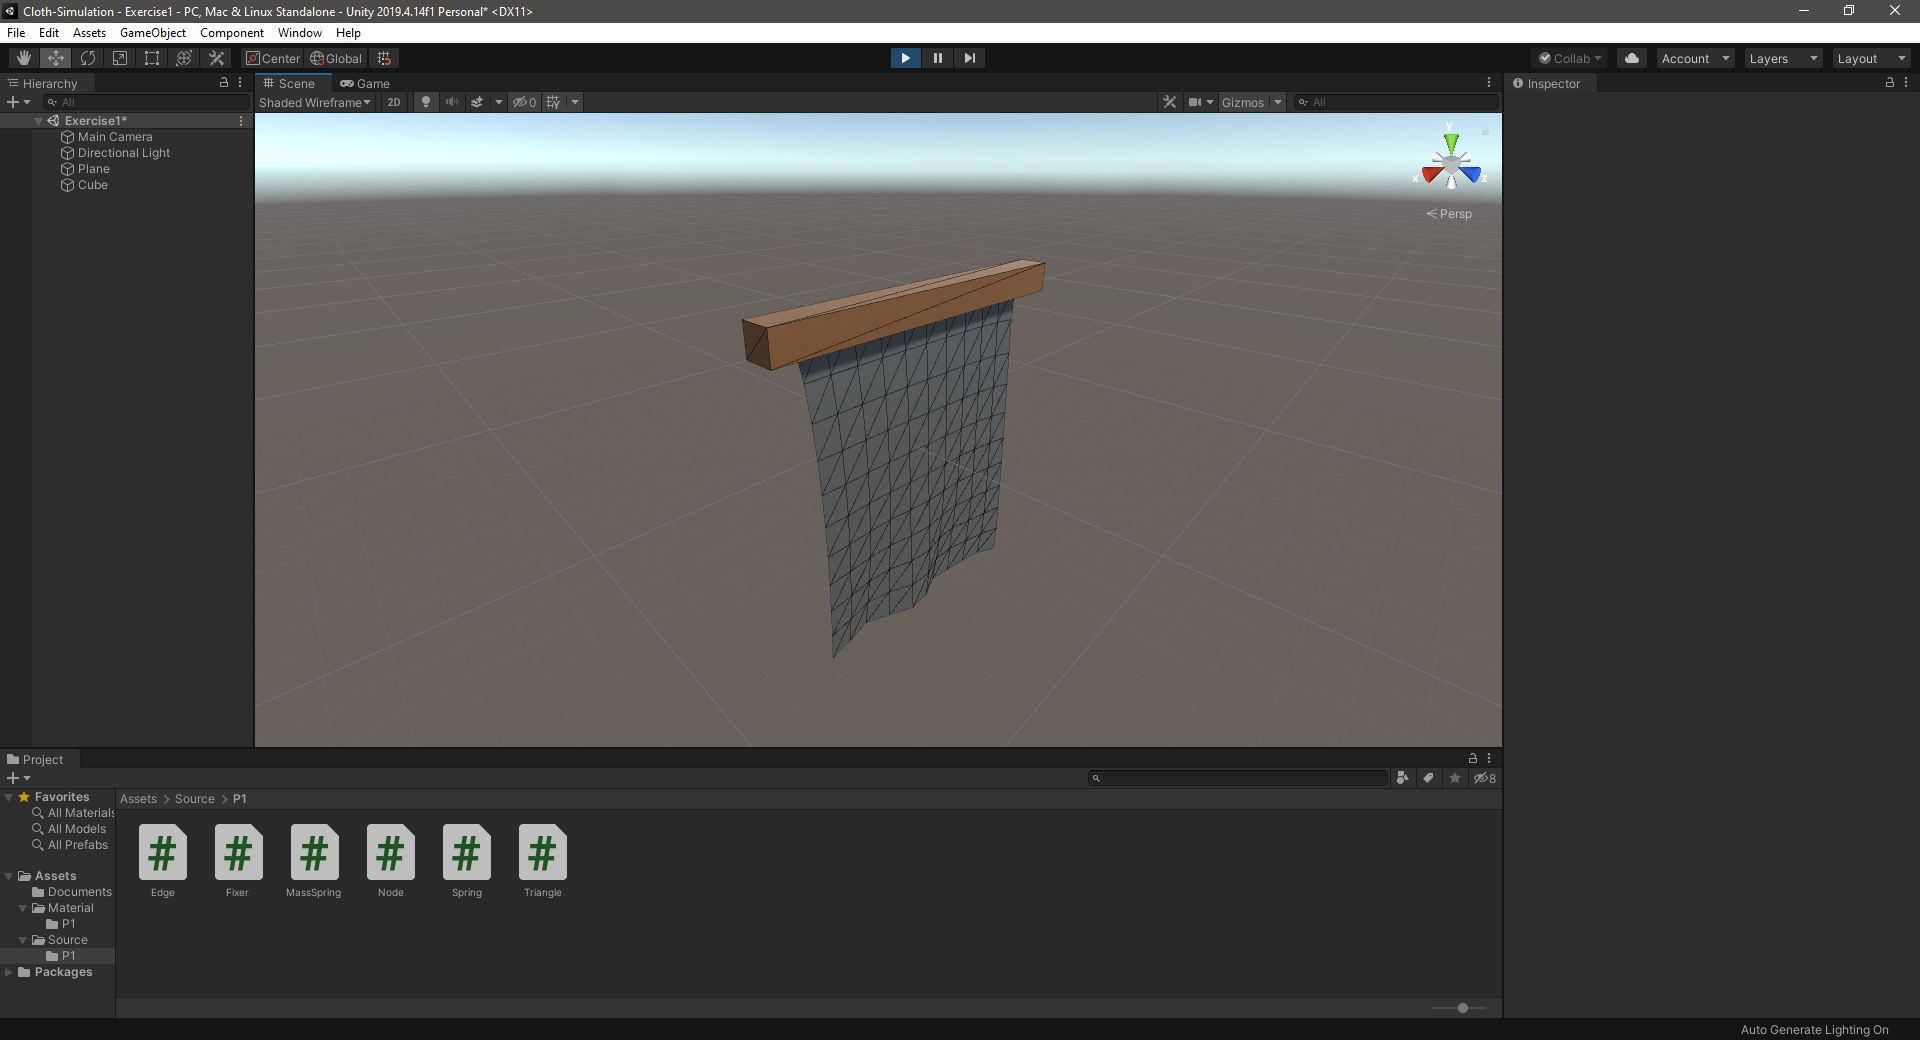 Cloth-Simulation - Exercise1 - PC, Mac & Linux Standalone - Unity 2019.4.14f1 Personal* <DX11>
File Edit Assets GameObject Component Window Help
Center Global Collab Account Layers Layout
Hierarchy
All
Exercise1*
Main Camera
Directional Light
Plane
Cube
Scene Game
Shaded Wireframe 2D 0 Gizmos All
y
x z
Persp
Inspector
Project
8
Favorites
All Materials
All Models
All Prefabs
Assets
Documents
Material
P1
Source
P1
Packages
Assets > Source > P1
Edge Fixer MassSpring Node Spring Triangle
Auto Generate Lighting On